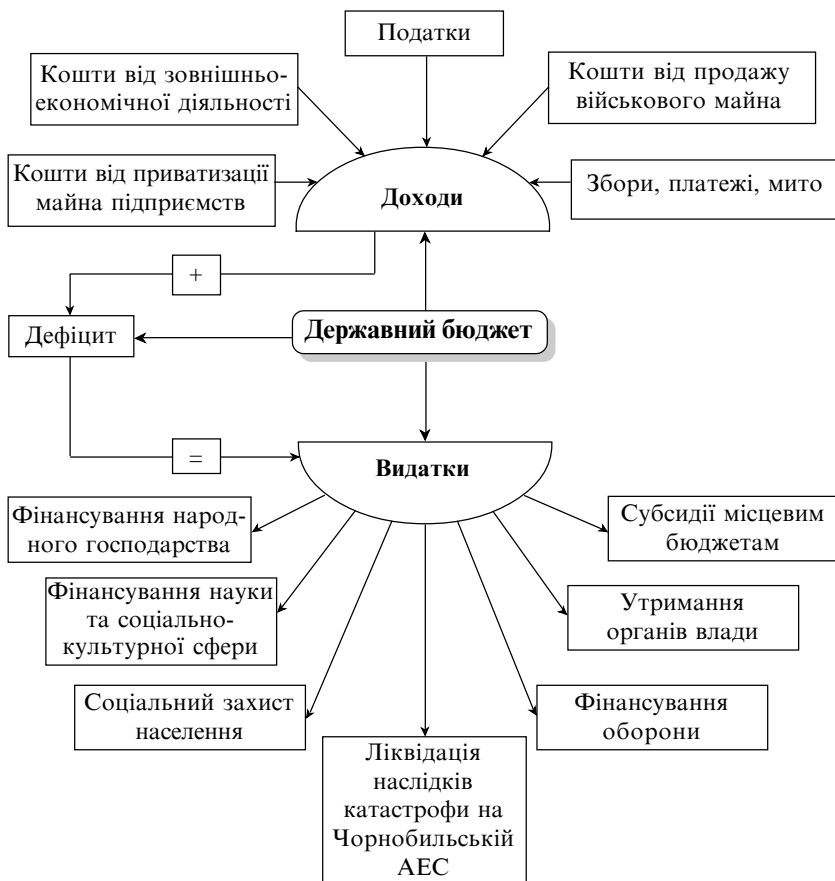 Податки
Кошти від зовнішньо-
економічної діяльності
Кошти від продажу
військового майна
Кошти від приватизації
майна підприємств
Доходи
Збори, платежі, мито
+
Дефіцит
Державний бюджет
=
Видатки
Фінансування народ-
ного господарства
Субсидії місцевим
бюджетам
Фінансування науки
та соціально-
культурної сфери
Утримання
органів влади
Соціальний захист
населення
Фінансування
оборони
Ліквідація
наслідків
катастрофи на
Чорнобильській
АЕС